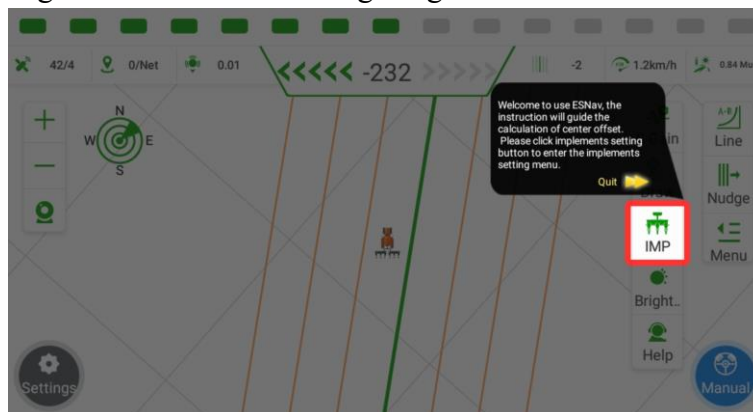 42/4
0/Net
0.01
<<<<< -232 >>>>>
-2
1.2km/h
0.84 Mu
N
W
E
S
Welcome to use ESNav, the
instruction will guide the
calculation of center offset.
Please click implements setting
button to enter the implements
setting menu.
Quit
A-B
Line
Nudge
IMP
Menu
Bright..
Help
Settings
Manual